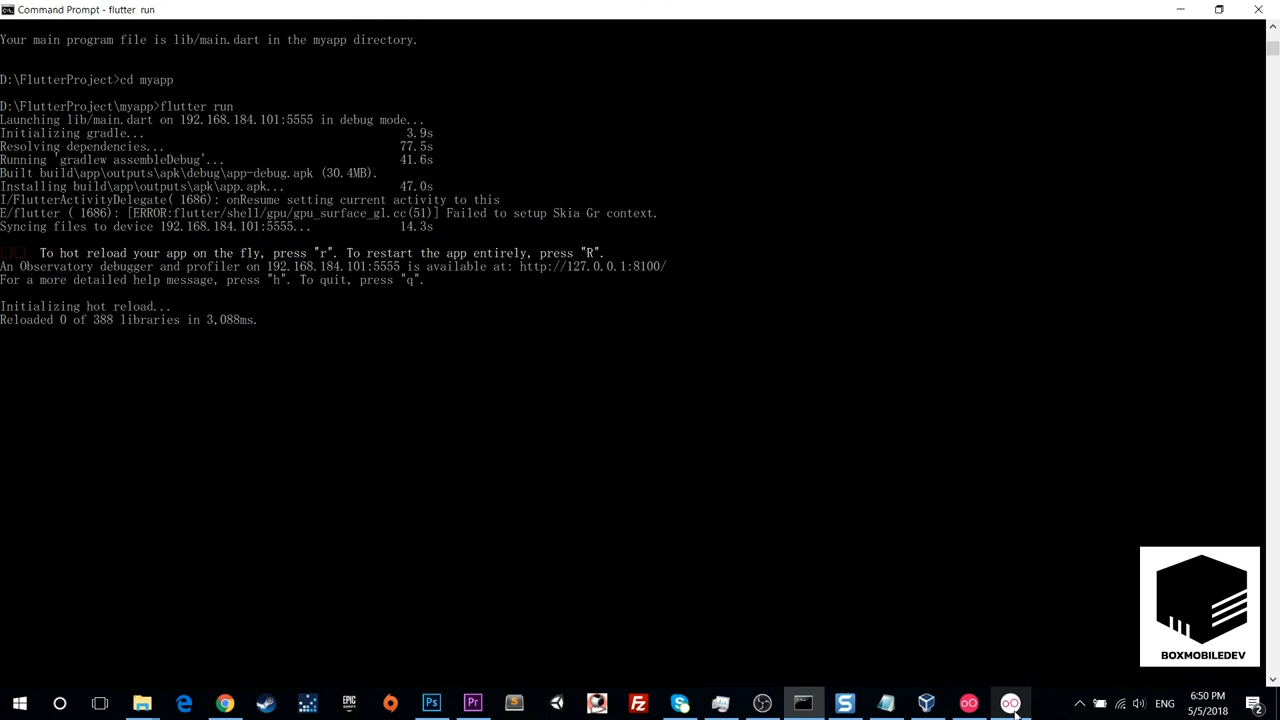 Command Prompt - flutter  run
Your main program file is lib/main.dart in the myapp directory.
D:\FlutterProject>cd myapp
D:\FlutterProject\myapp>flutter run
Launching lib/main.dart on 192.168.184.101:5555 in debug mode...
Initializing gradle... 3.9s
Resolving dependencies... 77.5s
Running 'gradlew assembleDebug'... 41.6s
Built build\app\outputs\apk\debug\app-debug.apk (30.4MB).
Installing build\app\outputs\apk\app.apk... 47.0s
I/FlutterActivityDelegate( 1686): onResume setting current activity to this
E/flutter ( 1686): [ERROR:flutter/shell/gpu/gpu_surface_gl.cc(51)] Failed to setup Skia Gr context.
Syncing files to device 192.168.184.101:5555... 14.3s
To hot reload your app on the fly, press "r". To restart the app entirely, press "R".
An Observatory debugger and profiler on 192.168.184.101:5555 is available at: http://127.0.0.1:8100/
For a more detailed help message, press "h". To quit, press "q".
Initializing hot reload...
Reloaded 0 of 388 libraries in 3,088ms.
BOXMOBILEDEV
EPIC
GAMES
Ps
Pr
S
Fz
S
S
ENG
6:50 PM
5/5/2018
2